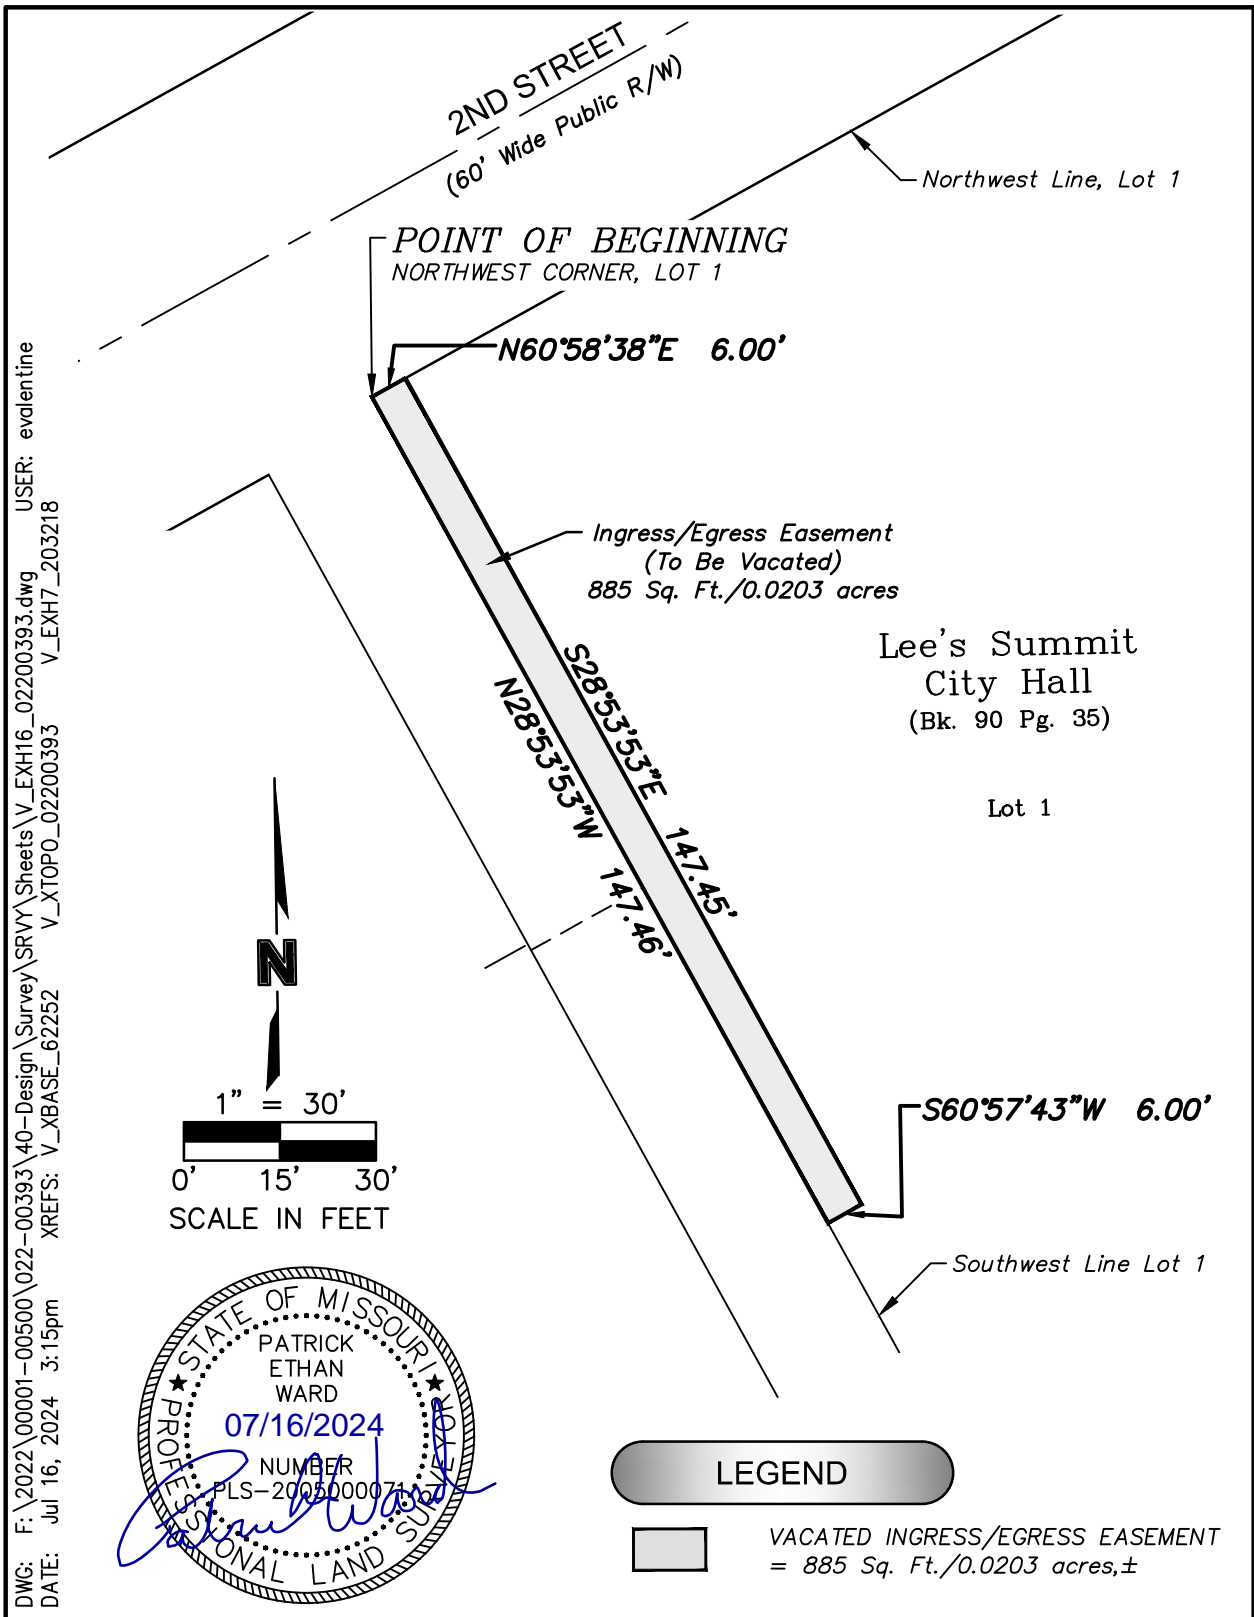 2ND STREET
(60' Wide Public R/W)
Northwest Line, Lot 1
POINT OF BEGINNING
NORTHWEST CORNER, LOT 1
N60°58'38"E 6.00'
Ingress/Egress Easement
(To Be Vacated)
885 Sq. Ft./0.0203 acres
Lee's Summit
City Hall
(Bk. 90 Pg. 35)
Lot 1
S28°53'53"E 147.45'
N28°53'53"W 147.46'
N
1" = 30'
0' 15' 30'
SCALE IN FEET
S60°57'43"W 6.00'
Southwest Line Lot 1
STATE OF MISSOURI
PATRICK
ETHAN
WARD
07/16/2024
NUMBER
PLS-2005000071
PROFESSIONAL LAND SURVEYOR
LEGEND
VACATED INGRESS/EGRESS EASEMENT
= 885 Sq. Ft./0.0203 acres,±
DWG: F:\2022\00001-00500\022-00393\40-Design\Survey\SRVY\Sheets\V_EXH16_02200393.dwg USER: evalentine
DATE: Jul 16, 2024 3:15pm XREFS: V_XBASE_62252 V_XTOPO_02200393 V_EXH7_203218